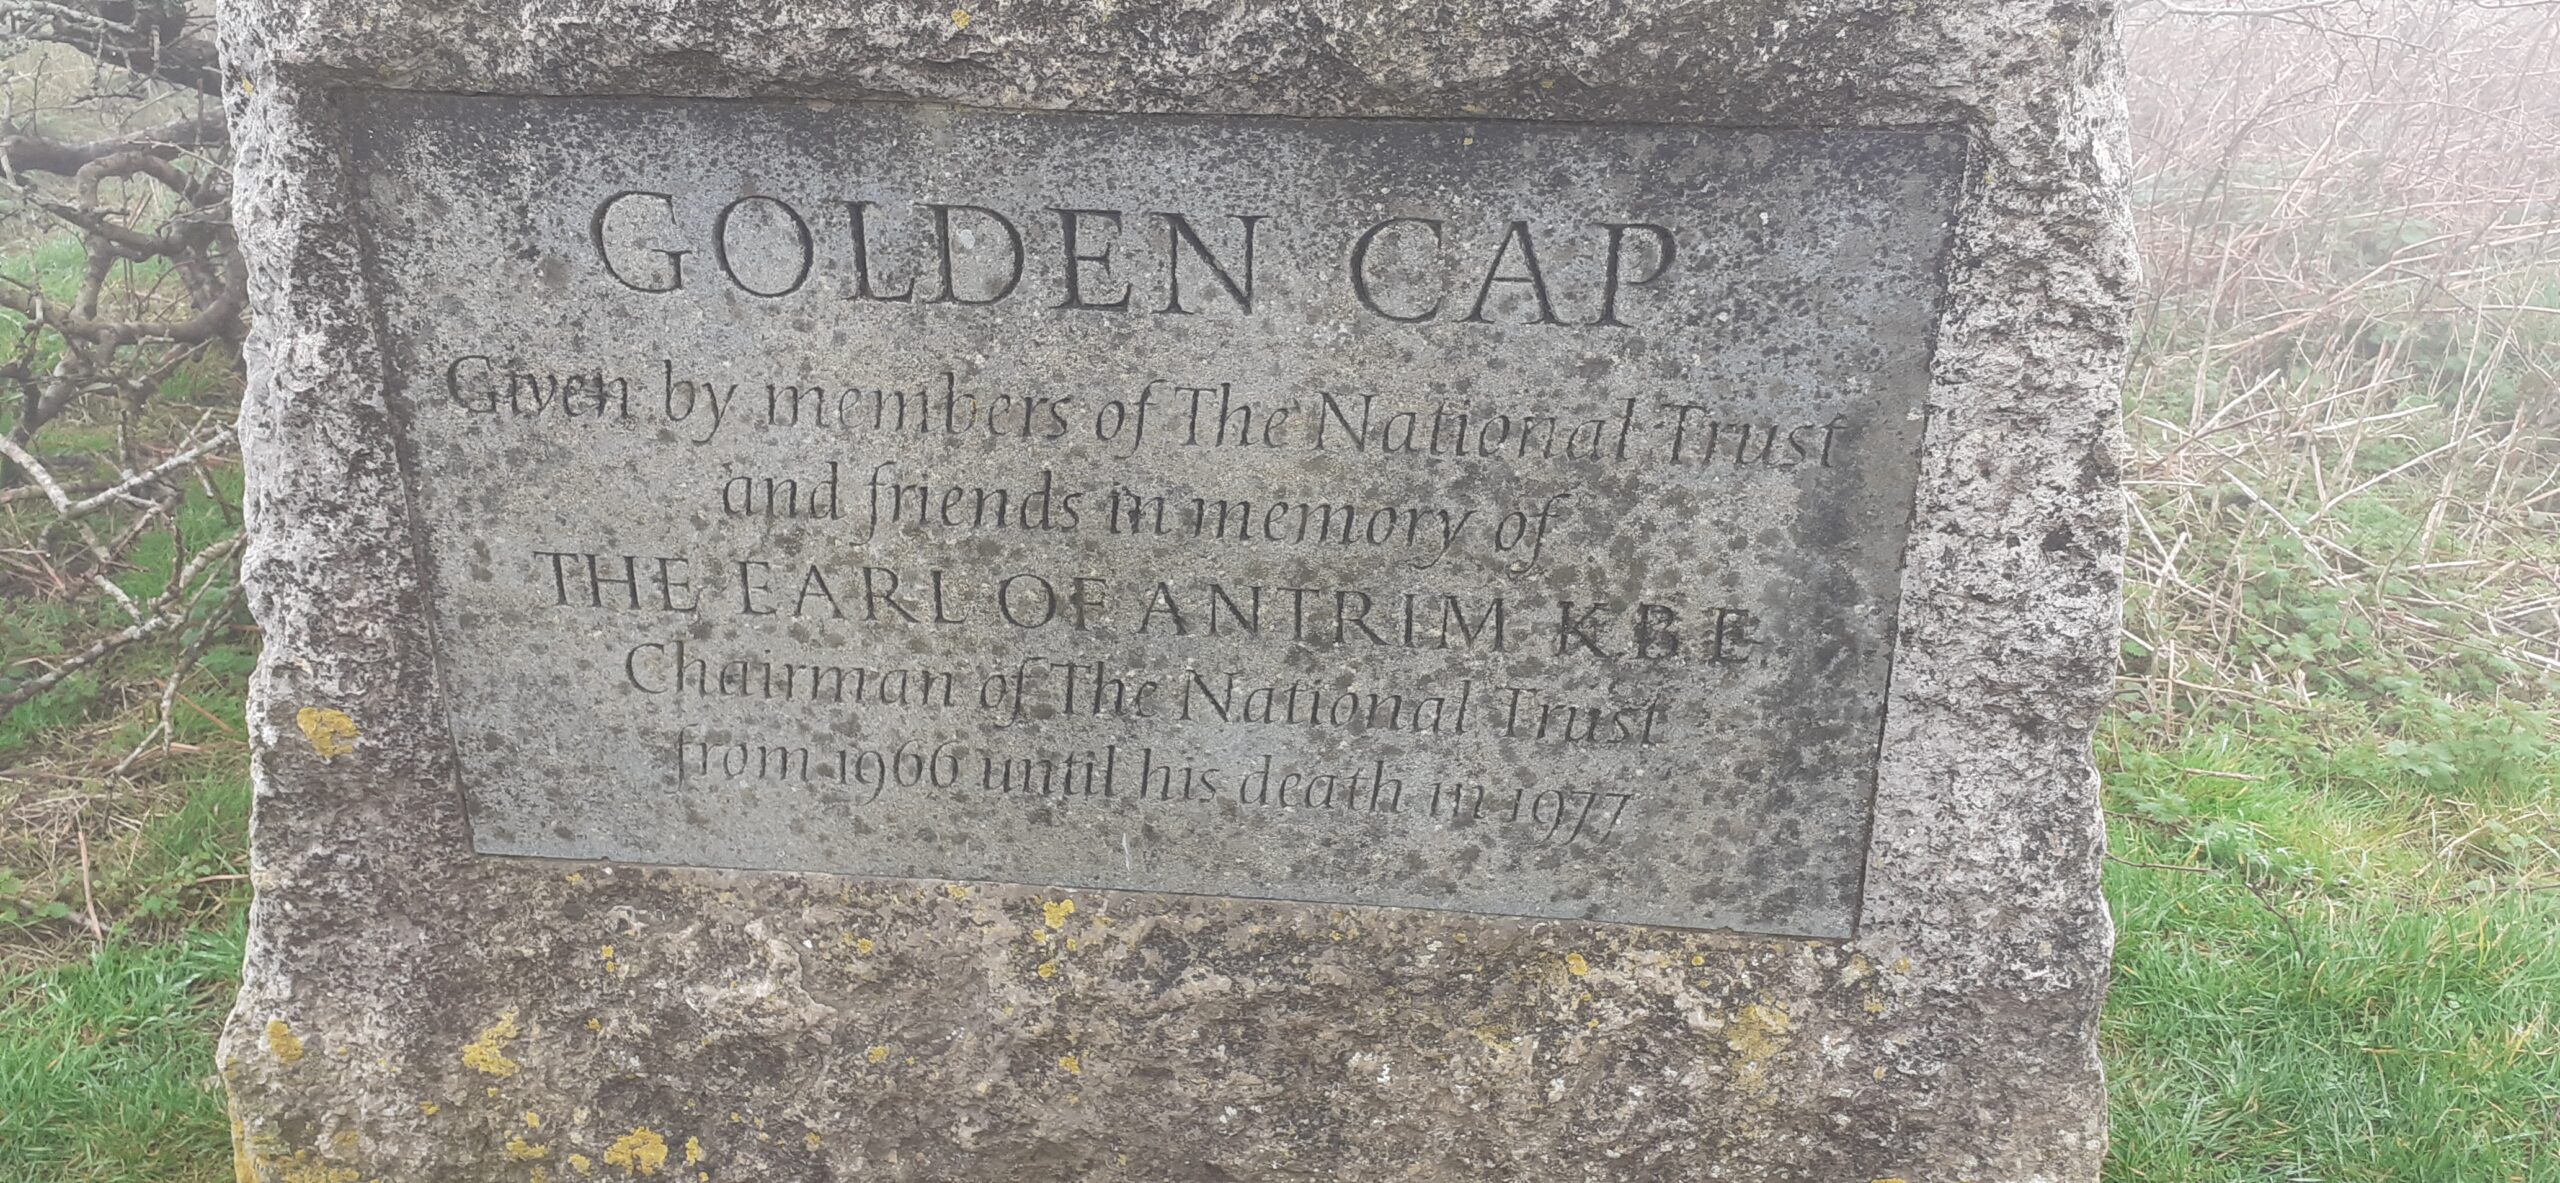 GOLDEN CAP
Given by members of The National Trust
and friends in memory of
THE EARL OF ANTRIM KBE
Chairman of The National Trust
from 1966 until his death in 1977